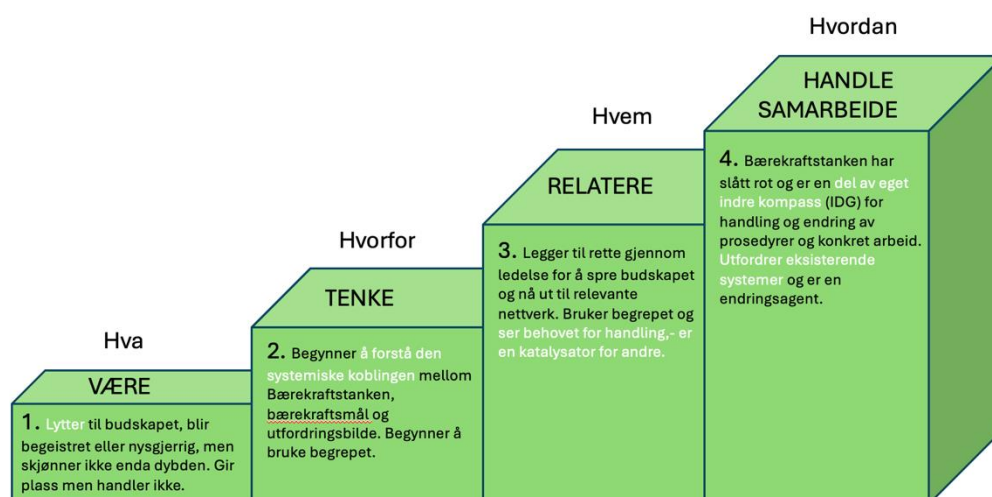 Hva
VÆRE
1. Lytter til budskapet, blir
begeistret eller nysgjerrig, men
skjønner ikke enda dybden. Gir
plass men handler ikke.
Hvorfor
TENKE
2. Begynner å forstå den
systemiske koblingen mellom
Bærekraftstanken,
bærekraftsmål og
utfordringsbilde. Begynner å
bruke begrepet.
Hvem
RELATERE
3. Legger til rette gjennom
ledelse for å spre budskapet
og nå ut til relevante
nettverk. Bruker begrepet og
ser behovet for handling,- er
en katalysator for andre.
Hvordan
HANDLE
SAMARBEIDE
4. Bærekraftstanken har
slått rot og er en del av eget
indre kompass (IDG) for
handling og endring av
prosedyrer og konkret arbeid.
Utfordrer eksisterende
systemer og er en
endringsagent.